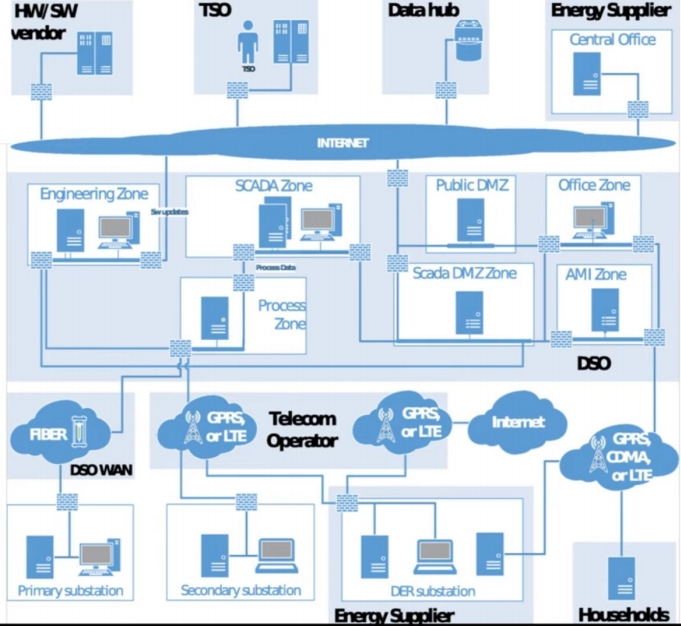 HW/SW
vendor
TSO
TSO
Data hub
Energy Supplier
Central Office
INTERNET
Engineering Zone
Sw updates
SCADA Zone
Public DMZ
Office Zone
Process Data
Process
Zone
Scada DMZ Zone
AMI Zone
DSO
FIBER
DSO WAN
GPRS,
or LTE
Telecom
Operator
GPRS,
or LTE
Internet
GPRS,
CDMA,
or LTE
Primary substation
Secondary substation
DER substation
Energy Supplier
Households